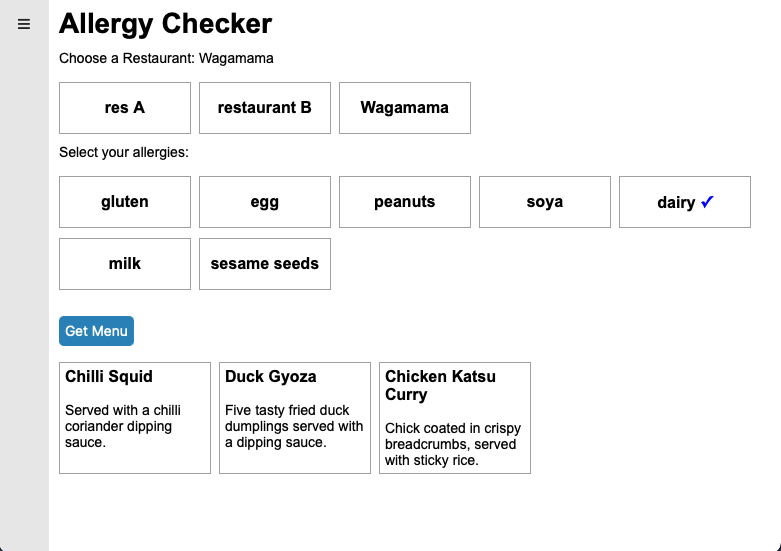 Allergy Checker
Choose a Restaurant: Wagamama
res A
restaurant B
Wagamama
Select your allergies:
gluten
egg
peanuts
soya
dairy ✓
milk
sesame seeds
Get Menu
Chilli Squid
Served with a chilli
coriander dipping
sauce.
Duck Gyoza
Five tasty fried duck
dumplings served with
a dipping sauce.
Chicken Katsu
Curry
Chick coated in crispy
breadcrumbs, served
with sticky rice.